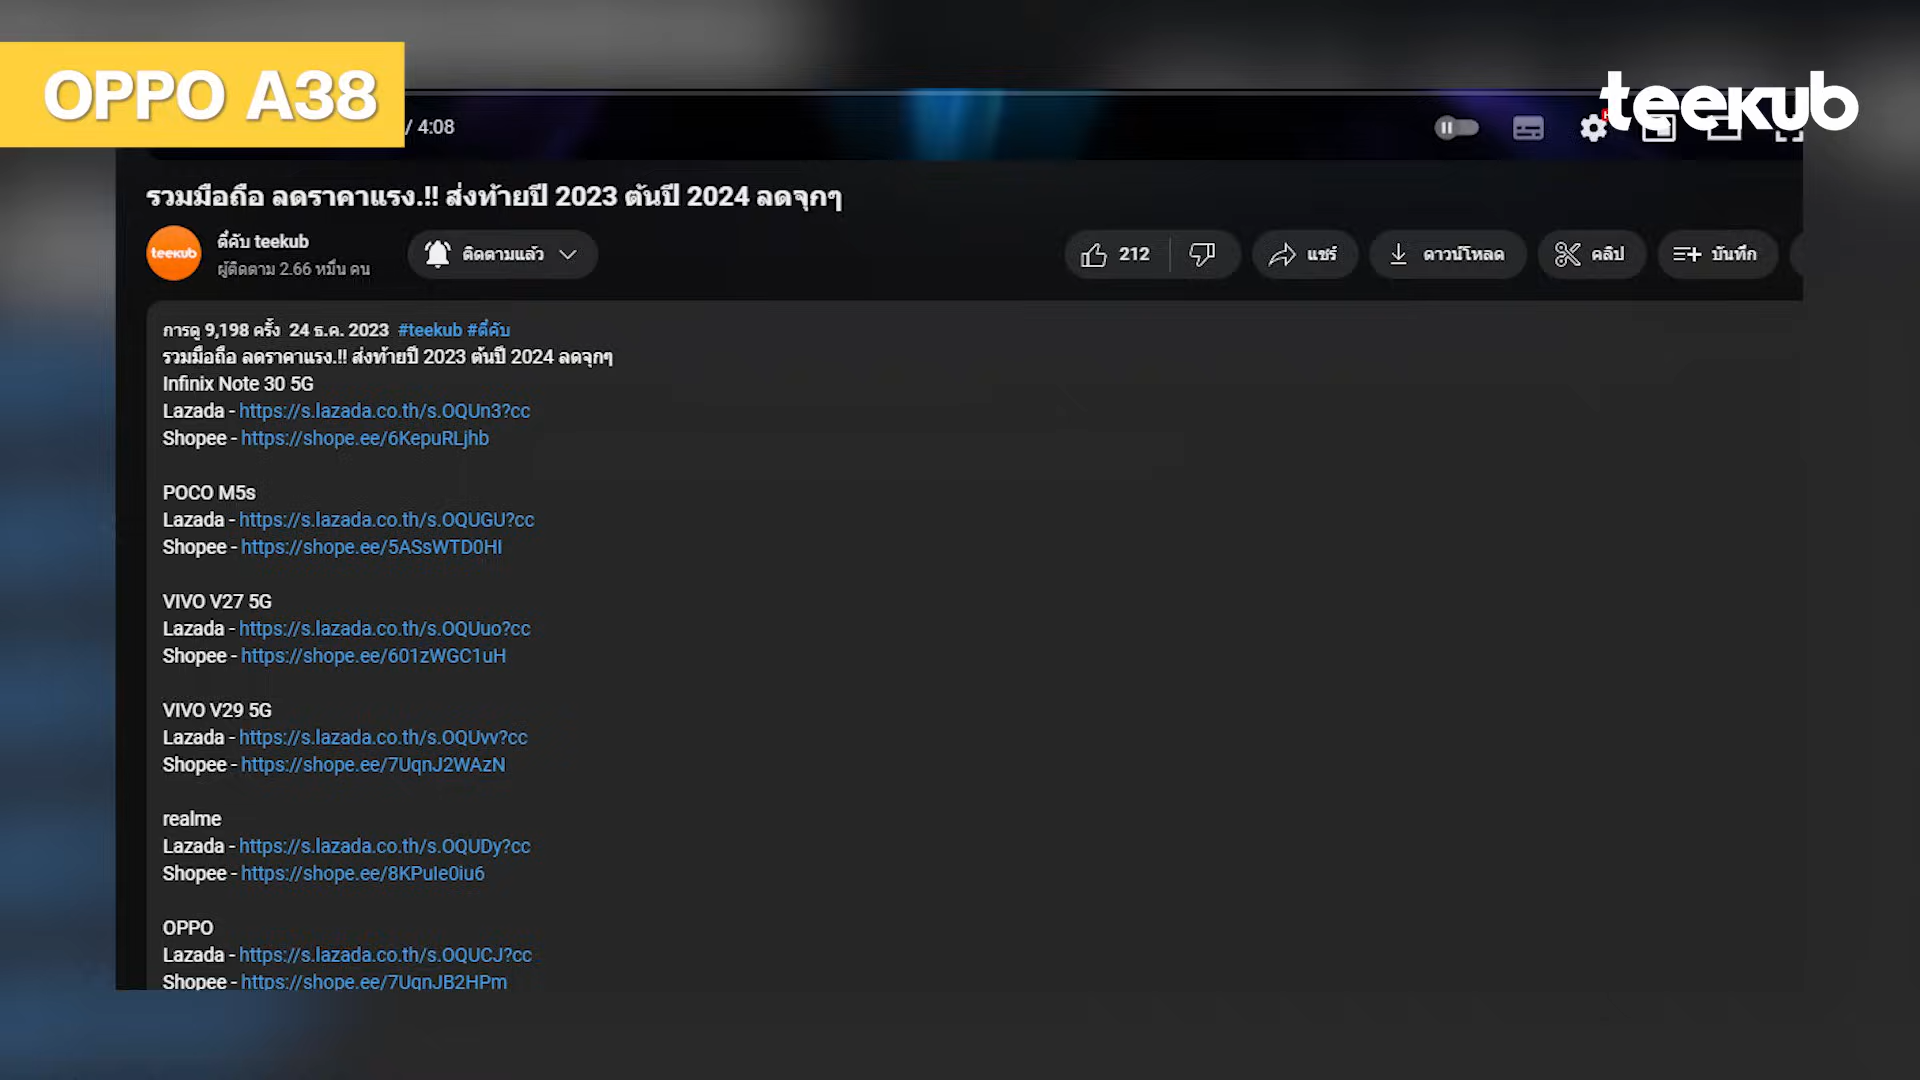 OPPO A38
teekub
/ 4:08
รวมมือถือ ลดราคาแรง.!! ส่งท้ายปี 2023 ต้นปี 2024 ลดจุกๆ
teekub
ตี๋คับ teekub
ผู้ติดตาม 2.66 หมื่น คน
ติดตามแล้ว
212
แชร์
ดาวน์โหลด
คลิป
บันทึก
การดู 9,198 ครั้ง 24 ธ.ค. 2023 #teekub #ตี๋คับ
รวมมือถือ ลดราคาแรง.!! ส่งท้ายปี 2023 ต้นปี 2024 ลดจุกๆ
Infinix Note 30 5G
Lazada - https://s.lazada.co.th/s.OQUn3?cc
Shopee - https://shope.ee/6KepuRLjhb
POCO M5s
Lazada - https://s.lazada.co.th/s.OQUGU?cc
Shopee - https://shope.ee/5ASsWTD0HI
VIVO V27 5G
Lazada - https://s.lazada.co.th/s.OQUuo?cc
Shopee - https://shope.ee/601zWGC1uH
VIVO V29 5G
Lazada - https://s.lazada.co.th/s.OQUvv?cc
Shopee - https://shope.ee/7UqnJ2WAzN
realme
Lazada - https://s.lazada.co.th/s.OQUDy?cc
Shopee - https://shope.ee/8KPuIe0iu6
OPPO
Lazada - https://s.lazada.co.th/s.OQUCJ?cc
Shopee - https://shope.ee/7UqnJB2HPm